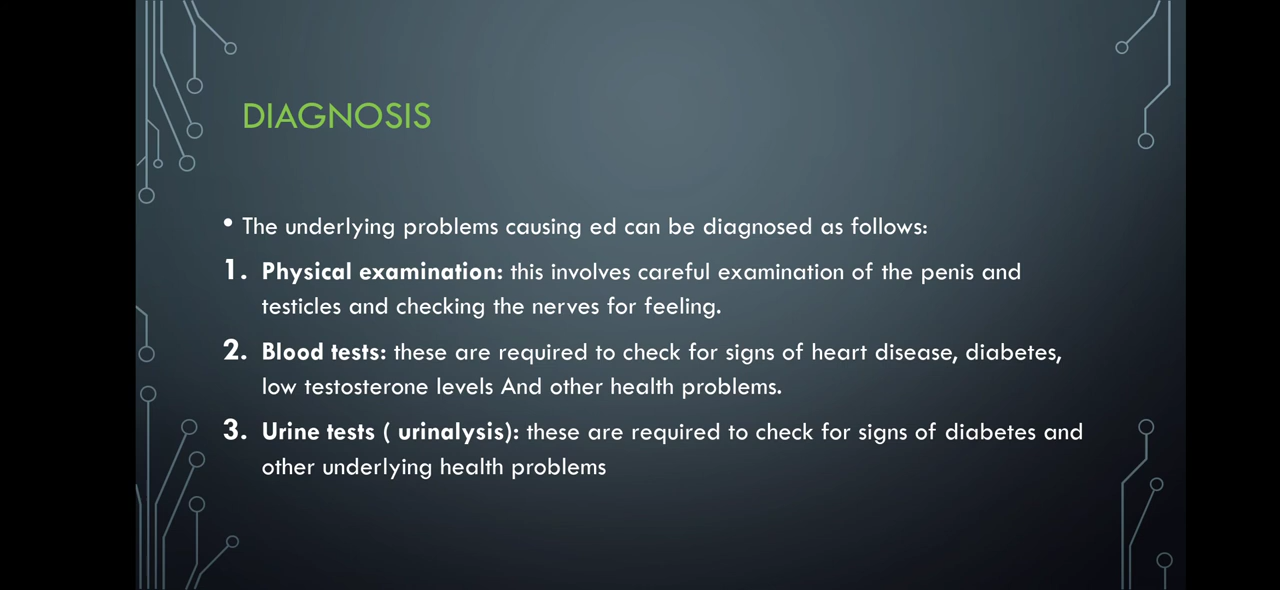 DIAGNOSIS
• The underlying problems causing ed can be diagnosed as follows:
1. Physical examination: this involves careful examination of the penis and
testicles and checking the nerves for feeling.
2. Blood tests: these are required to check for signs of heart disease, diabetes,
low testosterone levels And other health problems.
3. Urine tests ( urinalysis): these are required to check for signs of diabetes and
other underlying health problems